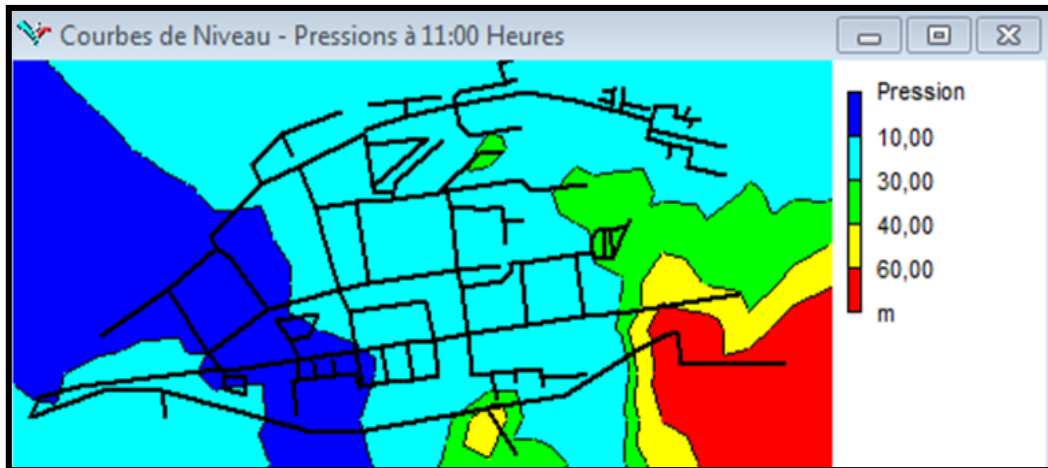 Courbes de Niveau - Pressions à 11:00 Heures
Pression
10,00
30,00
40,00
60,00
m